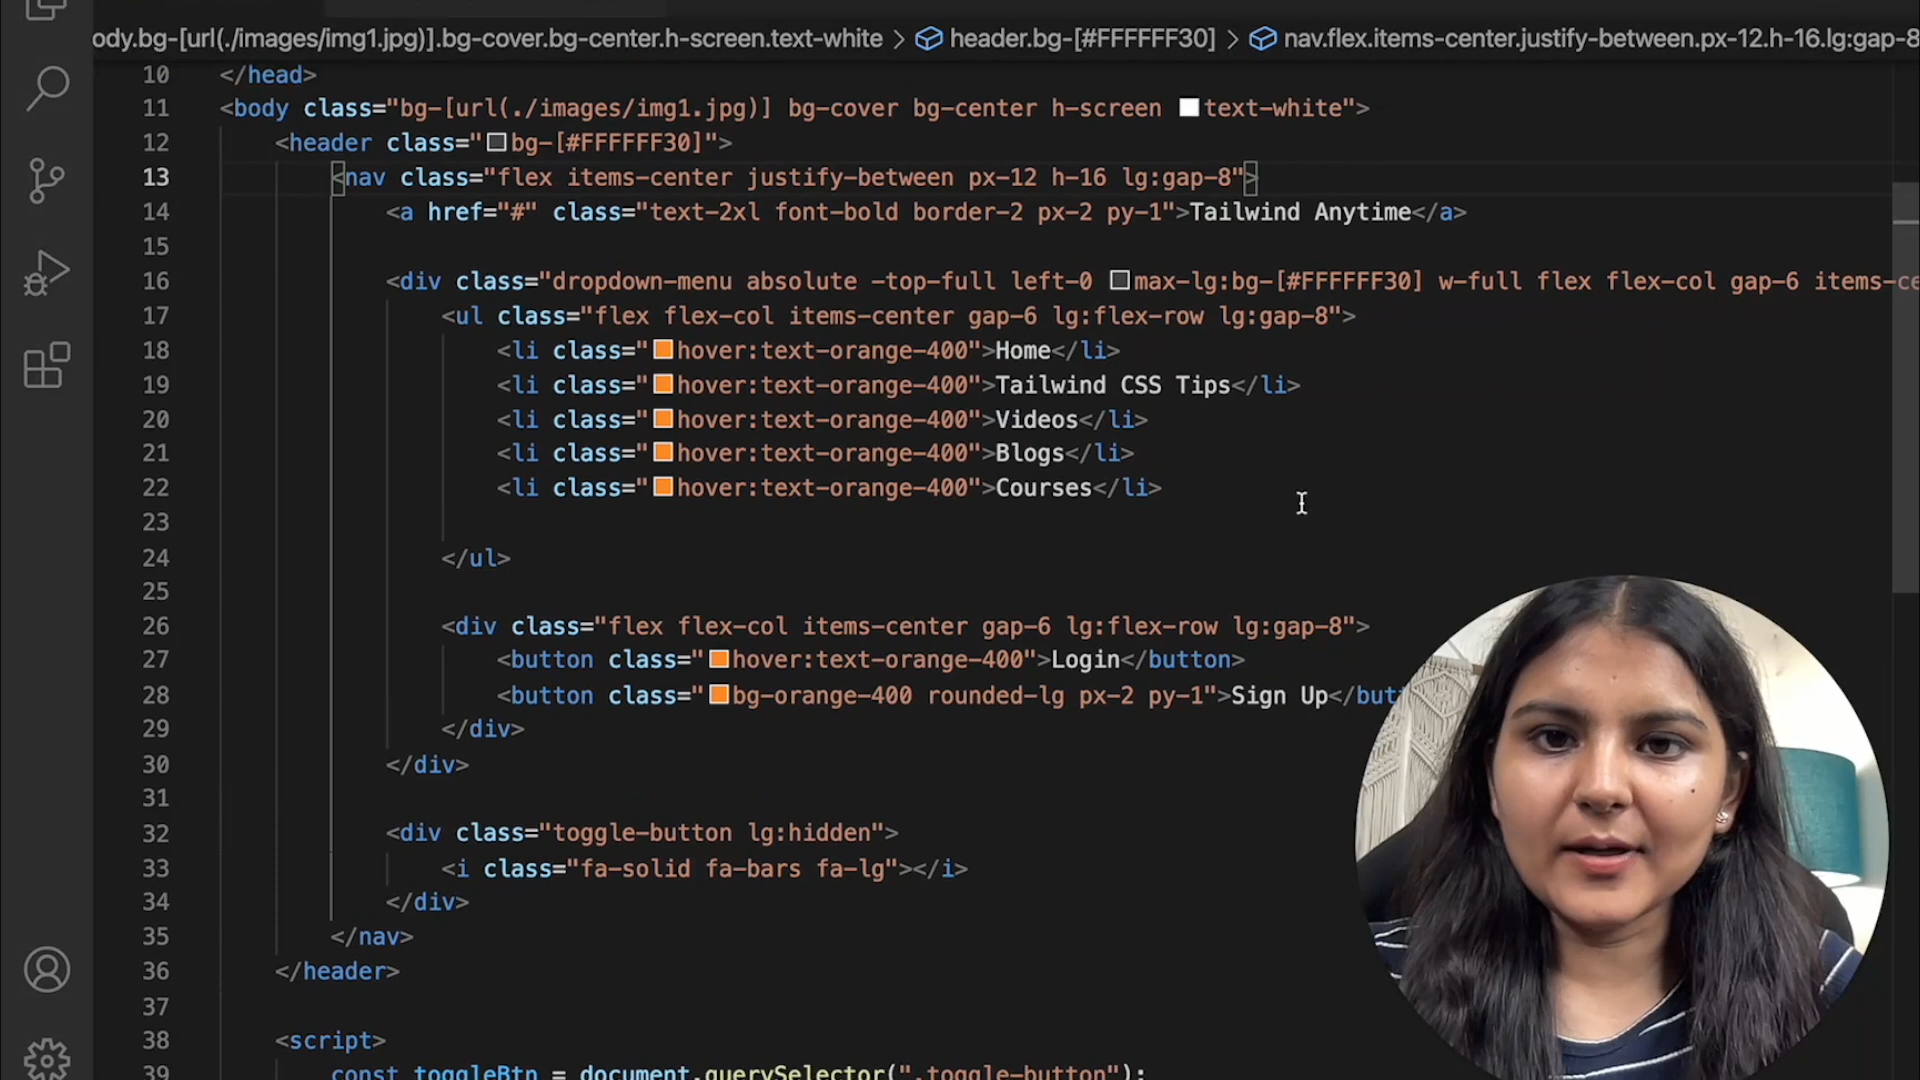 ody.bg-[url(./images/img1.jpg)].bg-cover.bg-center.h-screen.text-white > header.bg-[#FFFFFF30] > nav.flex.items-center.justify-between.px-12.h-16.lg:gap-8
10 </head>
11 <body class="bg-[url(./images/img1.jpg)] bg-cover bg-center h-screen text-white">
12 <header class="bg-[#FFFFFF30]">
13 <nav class="flex items-center justify-between px-12 h-16 lg:gap-8">
14 <a href="#" class="text-2xl font-bold border-2 px-2 py-1">Tailwind Anytime</a>
15
16 <div class="dropdown-menu absolute -top-full left-0 max-lg:bg-[#FFFFFF30] w-full flex flex-col gap-6 items-ce
17 <ul class="flex flex-col items-center gap-6 lg:flex-row lg:gap-8">
18 <li class="hover:text-orange-400">Home</li>
19 <li class="hover:text-orange-400">Tailwind CSS Tips</li>
20 <li class="hover:text-orange-400">Videos</li>
21 <li class="hover:text-orange-400">Blogs</li>
22 <li class="hover:text-orange-400">Courses</li>
23
24 </ul>
25
26 <div class="flex flex-col items-center gap-6 lg:flex-row lg:gap-8">
27 <button class="hover:text-orange-400">Login</button>
28 <button class="bg-orange-400 rounded-lg px-2 py-1">Sign Up</but
29 </div>
30 </div>
31
32 <div class="toggle-button lg:hidden">
33 <i class="fa-solid fa-bars fa-lg"></i>
34 </div>
35 </nav>
36 </header>
37
38 <script>
39 const toggleBtn = document.querySelector(".toggle-button");